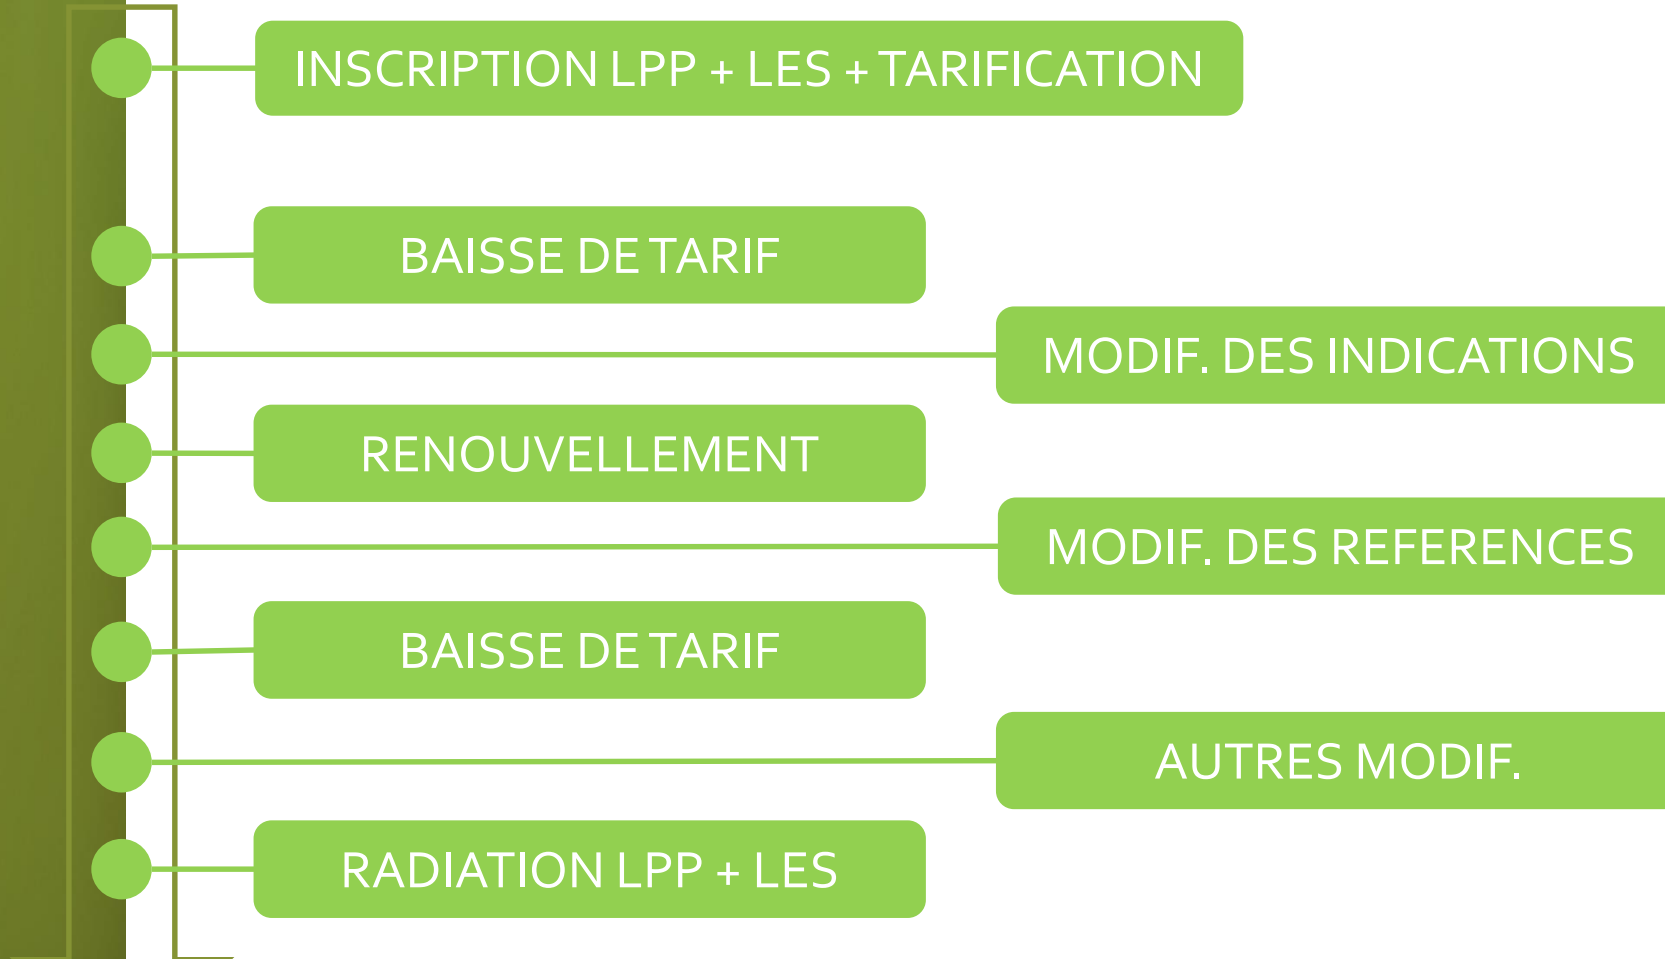 INSCRIPTION LPP + LES + TARIFICATION
BAISSE DE TARIF
MODIF. DES INDICATIONS
RENOUVELLEMENT
MODIF. DES REFERENCES
BAISSE DE TARIF
AUTRES MODIF.
RADIATION LPP + LES